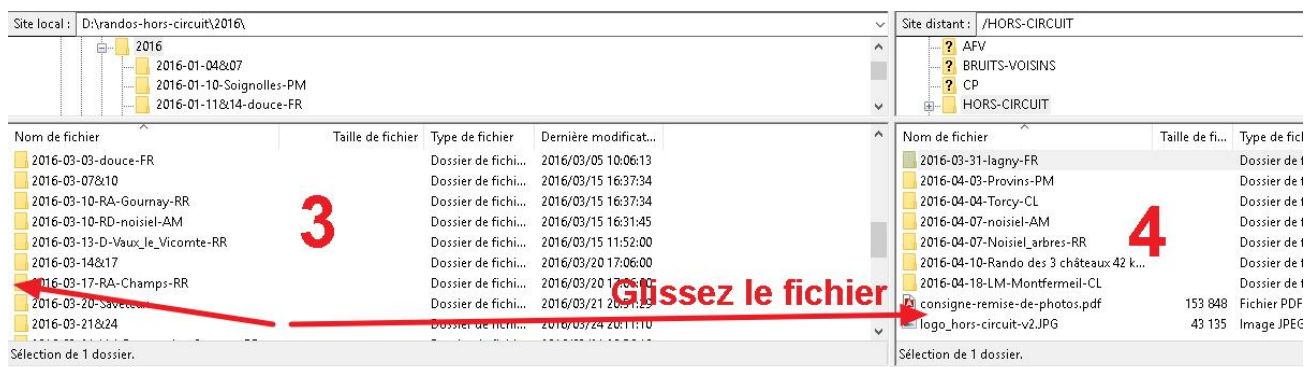 Site local : D:\randos-hors-circuit\2016\
2016
2016-01-04&07
2016-01-10-Soignolles-PM
2016-01-11&14-douce-FR
Nom de fichier Taille de fichier Type de fichier Dernière modificat...
2016-03-03-douce-FR Dossier de fichi... 2016/03/05 10:06:13
2016-03-07&10 Dossier de fichi... 2016/03/15 16:37:34
2016-03-10-RA-Gournay-RR Dossier de fichi... 2016/03/15 16:37:34
2016-03-10-RD-noisiel-AM Dossier de fichi... 2016/03/15 16:31:45
2016-03-13-D-Vaux_le_Vicomte-RR Dossier de fichi... 2016/03/15 11:52:00
2016-03-14&17 Dossier de fichi... 2016/03/20 17:06:00
2016-03-17-RA-Champs-RR Dossier de fichi... 2016/03/20 17:06:00
Dossier de fichi... 2016/03/21
2016-03-21&24 Dossier de fichi... 2016/03/24 20:11:10
Sélection de 1 dossier.
3
Glissez le fichier
Site distant : /HORS-CIRCUIT
AFV
BRUITS-VOISINS
CP
HORS-CIRCUIT
Nom de fichier Taille de fi... Type de fich
2016-03-31-lagny-FR Dossier de f
2016-04-03-Provins-PM Dossier de f
2016-04-04-Torcy-CL Dossier de f
2016-04-07-noisiel-AM Dossier de f
2016-04-07-Noisiel_arbres-RR Dossier de f
2016-04-10-Rando des 3 châteaux 42 k... Dossier de f
2016-04-18-LM-Montfermeil-CL Dossier de f
consigne-remise-de-photos.pdf 153 848 Fichier PDF
logo_hors-circuit-v2.JPG 43 135 Image JPEG
Sélection de 1 dossier.
4